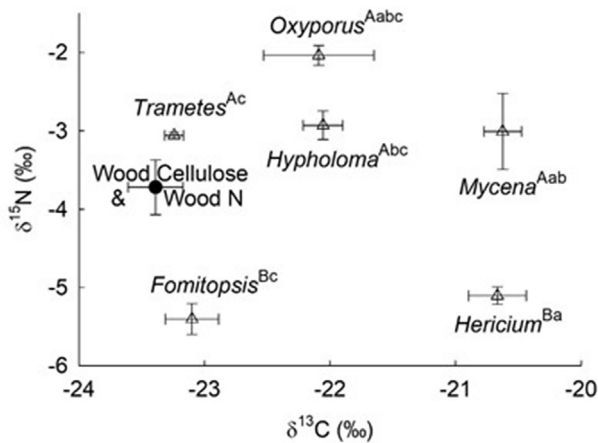 Oxyporus^Aabc
-2
Trametes^Ac
-3
Hypholoma^Abc
Mycena^Aab
Wood Cellulose
& Wood N
-4
δ15N (‰)
Fomitopsis^Bc
-5
Hericium^Ba
-6
-24 -23 -22 -21 -20
δ13C (‰)